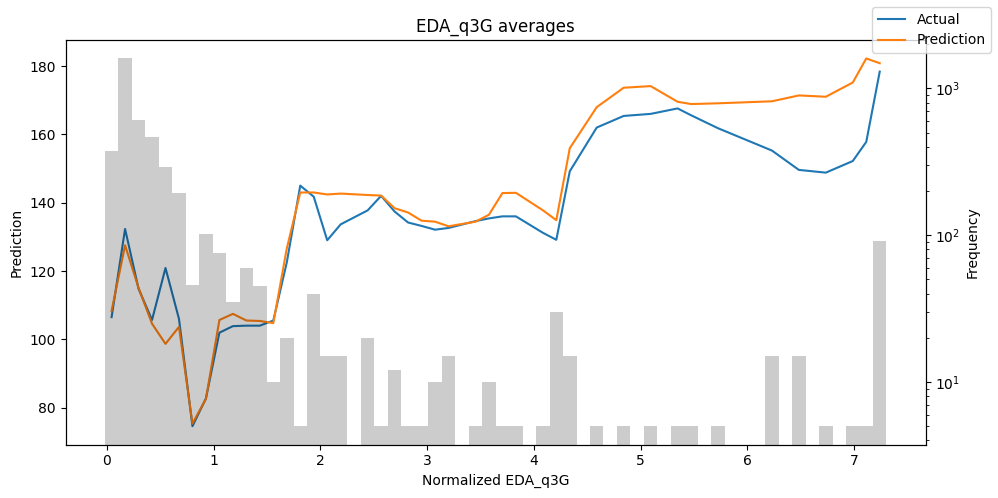 EDA_q3G averages
Actual
Prediction
180
160
140
120
100
80
Prediction
10³
10²
10¹
Frequency
0 1 2 3 4 5 6 7
Normalized EDA_q3G